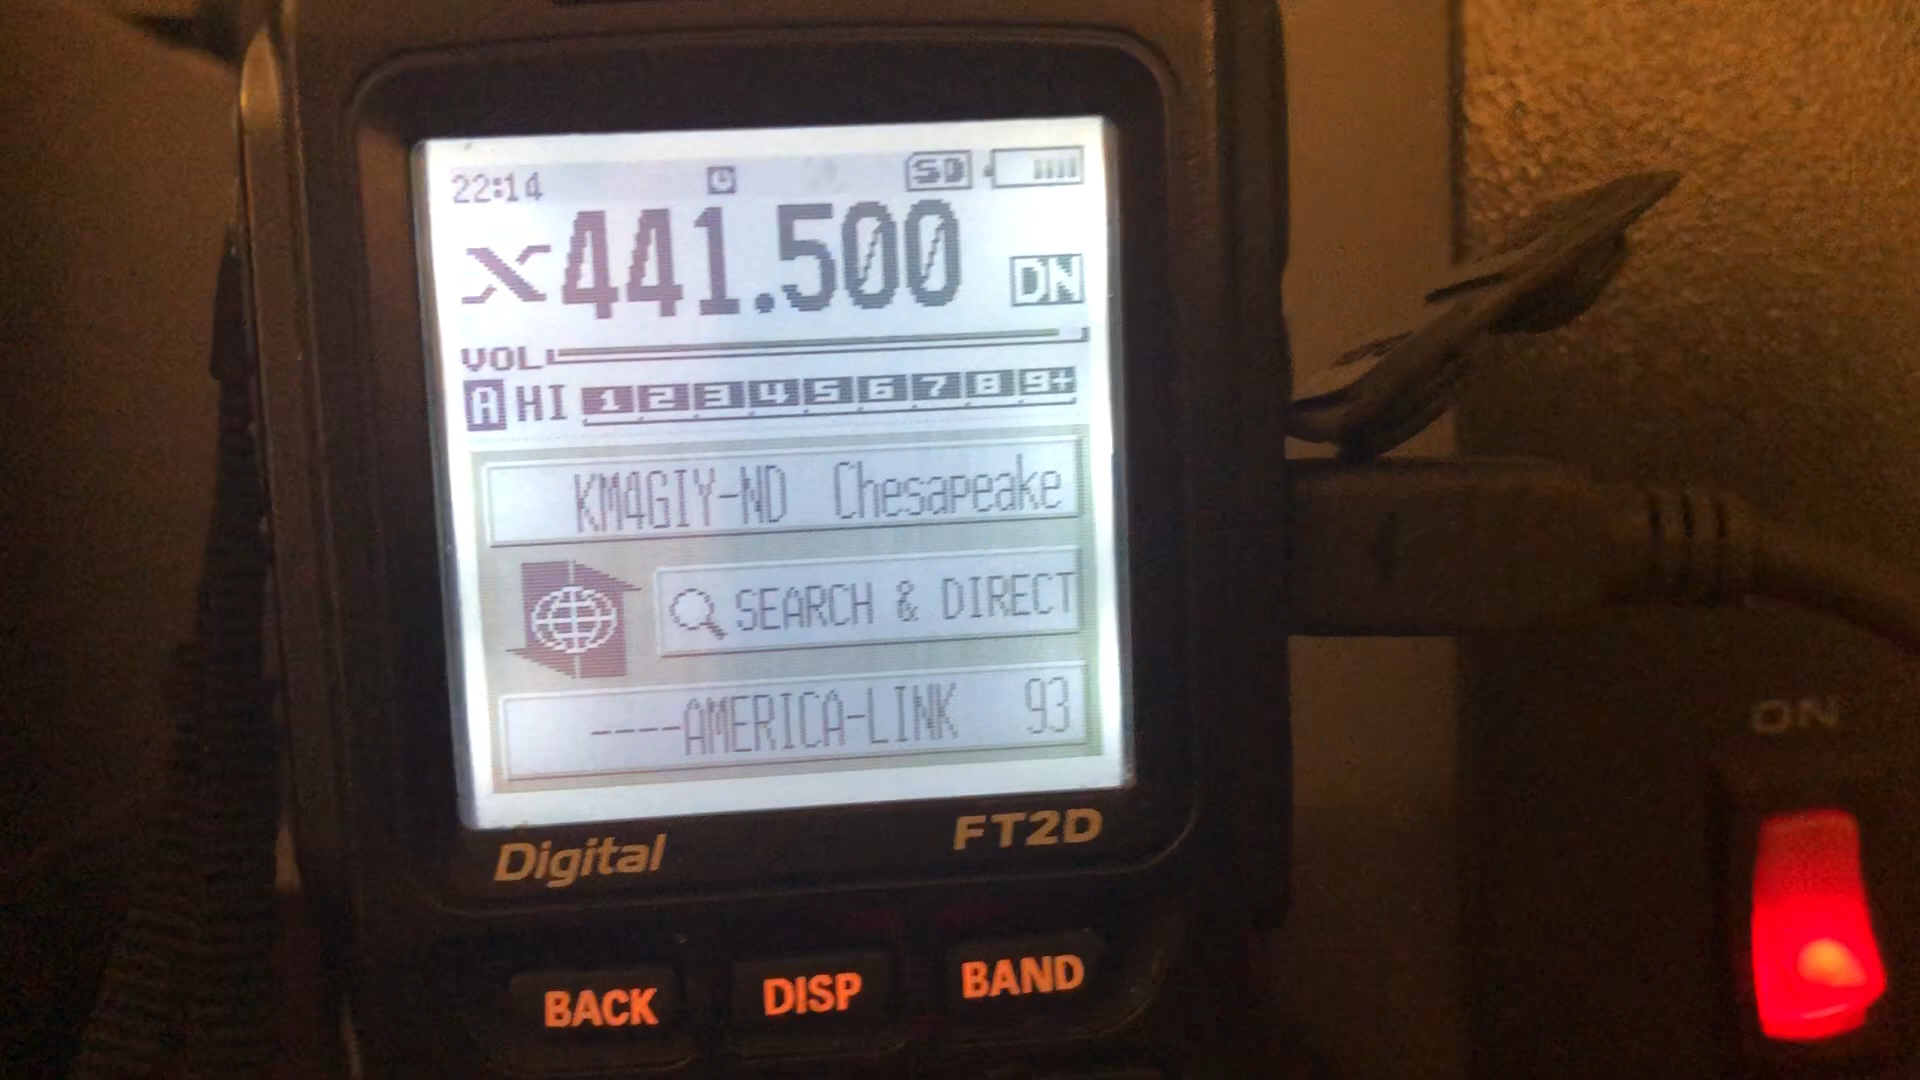 22:14 SD
X441.500 DN
VOL
A HI 1 2 3 4 5 6 7 8 9+
KM4GIY-ND Chesapeake
SEARCH & DIRECT
----AMERICA-LINK 93
Digital FT2D
BACK DISP BAND
ON